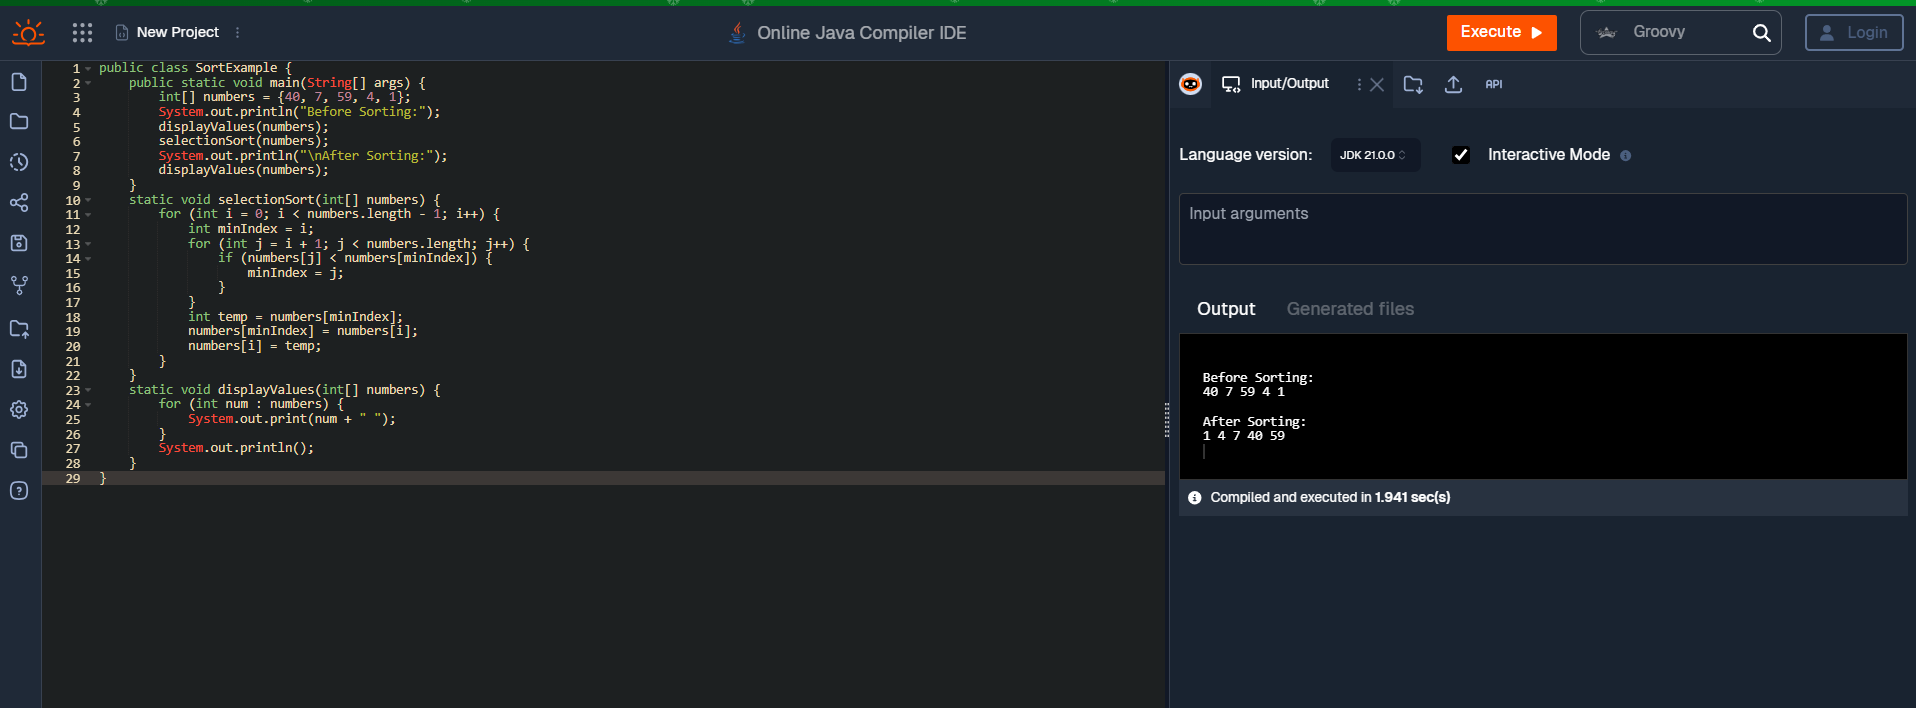 New Project
Online Java Compiler IDE
Execute
Groovy
Login
1 public class SortExample {
2     public static void main(String[] args) {
3         int[] numbers = {40, 7, 59, 4, 1};
4         System.out.println("Before Sorting:");
5         displayValues(numbers);
6         selectionSort(numbers);
7         System.out.println("\nAfter Sorting:");
8         displayValues(numbers);
9     }
10     static void selectionSort(int[] numbers) {
11         for (int i = 0; i < numbers.length - 1; i++) {
12             int minIndex = i;
13             for (int j = i + 1; j < numbers.length; j++) {
14                 if (numbers[j] < numbers[minIndex]) {
15                     minIndex = j;
16                 }
17             }
18             int temp = numbers[minIndex];
19             numbers[minIndex] = numbers[i];
20             numbers[i] = temp;
21         }
22     }
23     static void displayValues(int[] numbers) {
24         for (int num : numbers) {
25             System.out.print(num + " ");
26         }
27         System.out.println();
28     }
29 }
Input/Output
API
Language version:
JDK 21.0.0
Interactive Mode
Input arguments
Output
Generated files
Before Sorting:
40 7 59 4 1
After Sorting:
1 4 7 40 59
Compiled and executed in 1.941 sec(s)